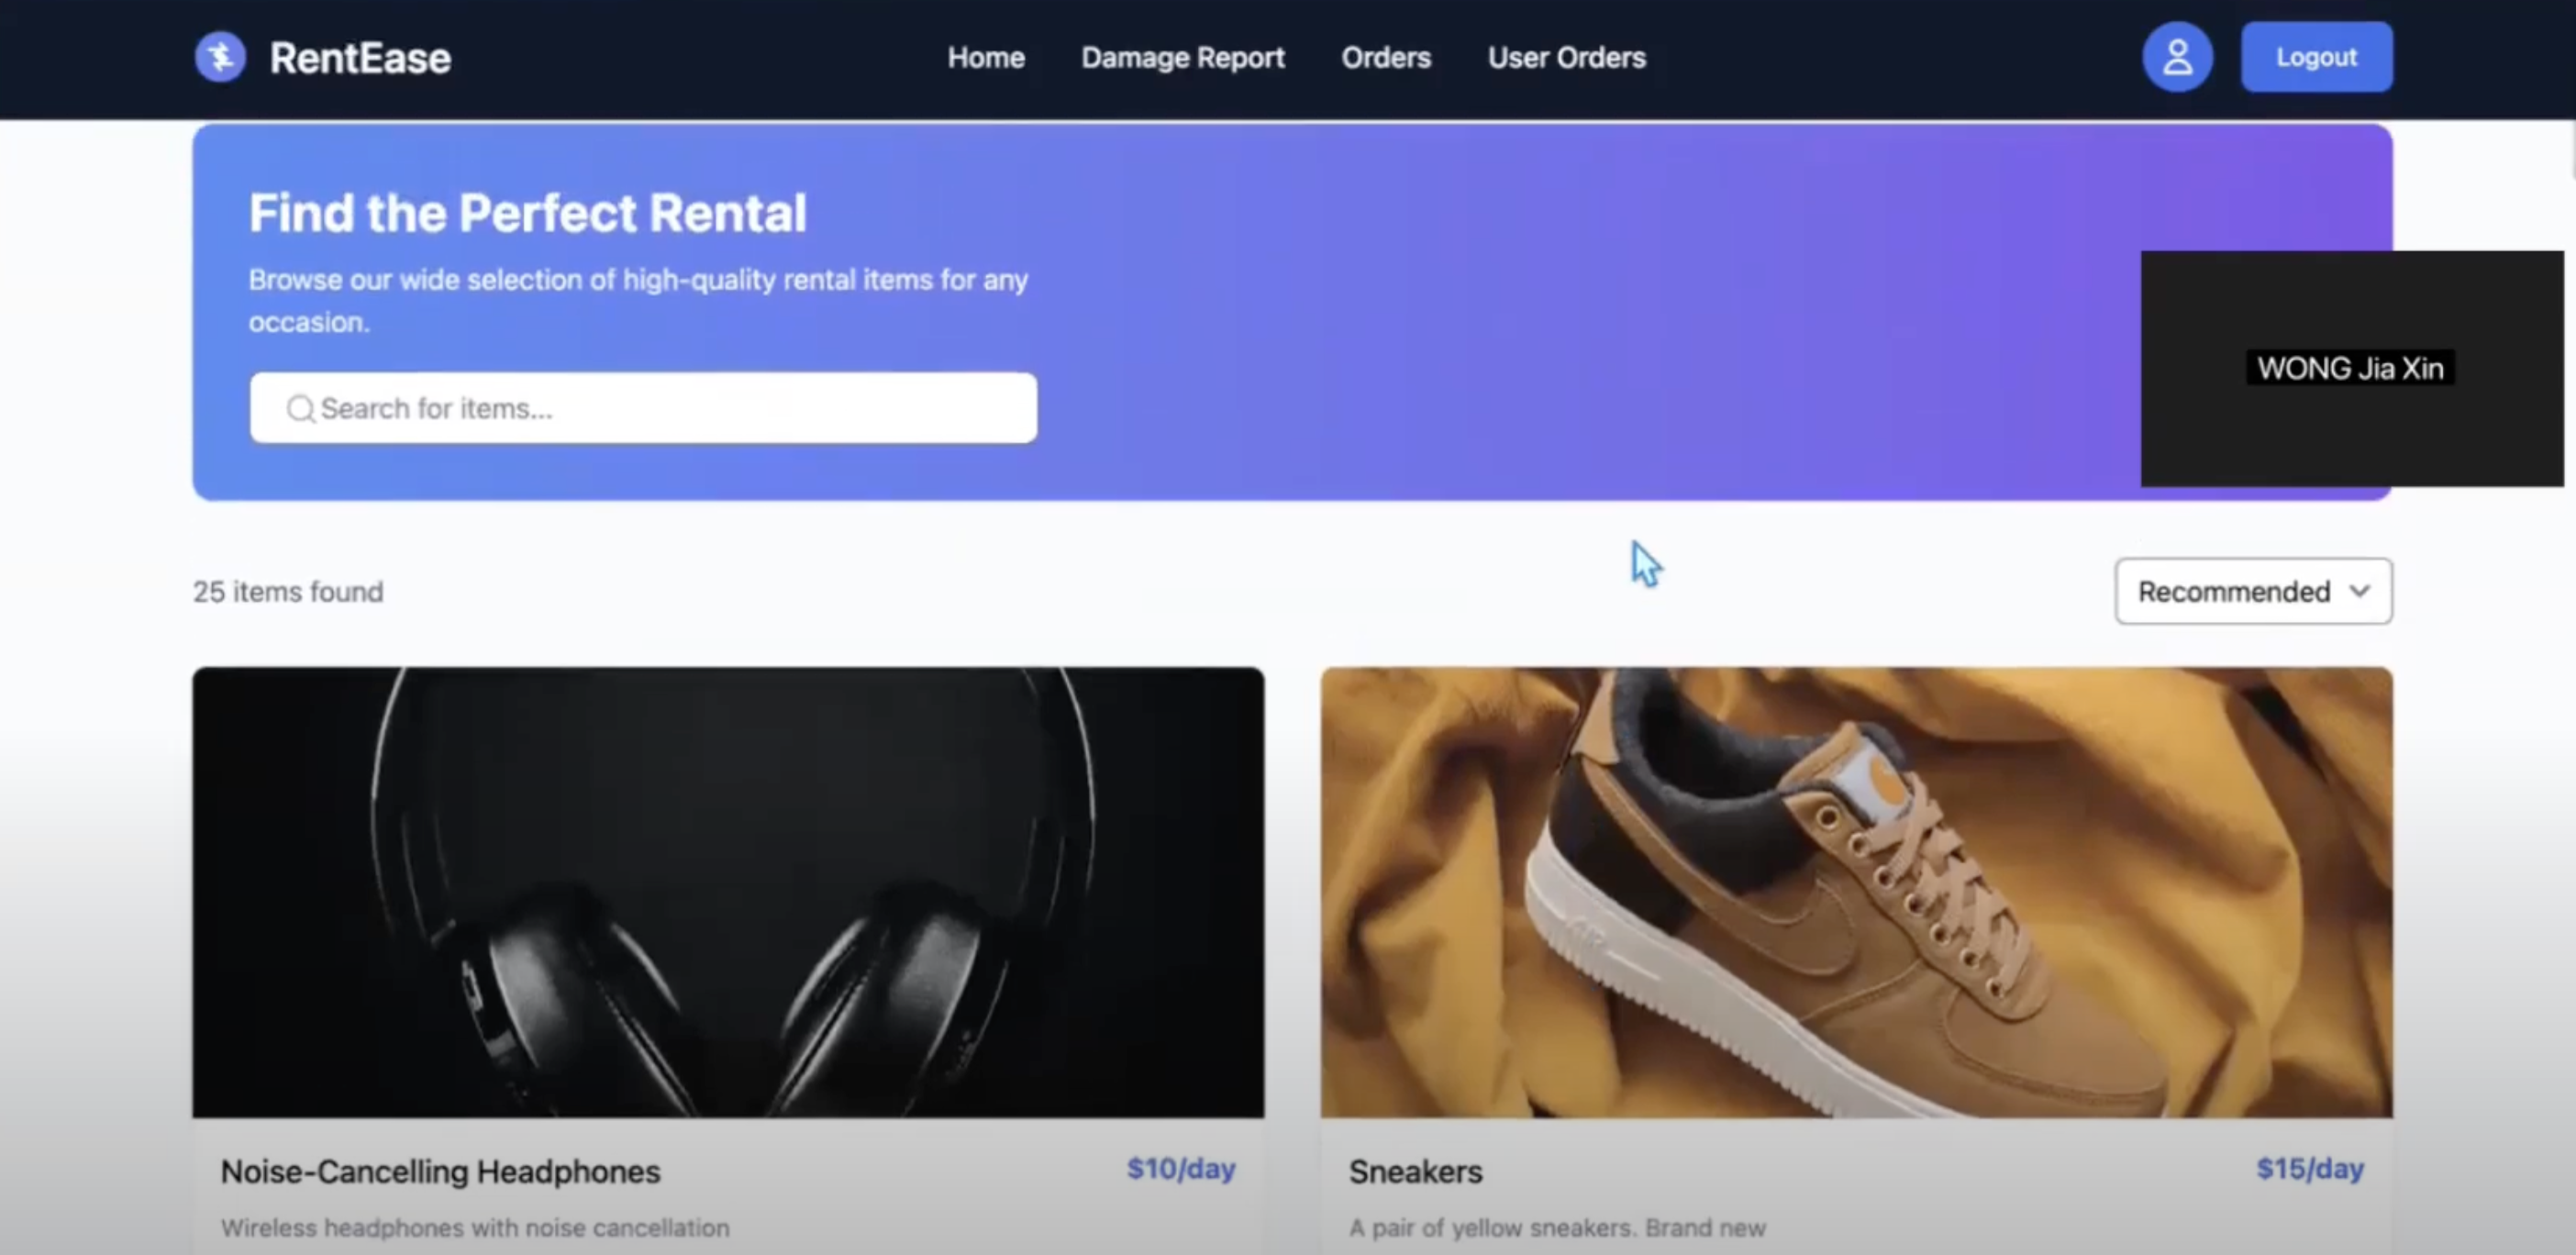 RentEase
Home Damage Report Orders User Orders
Logout
Find the Perfect Rental
Browse our wide selection of high-quality rental items for any
occasion.
Search for items...
WONG Jia Xin
25 items found
Recommended
Noise-Cancelling Headphones
$10/day
Wireless headphones with noise cancellation
Sneakers
$15/day
A pair of yellow sneakers. Brand new